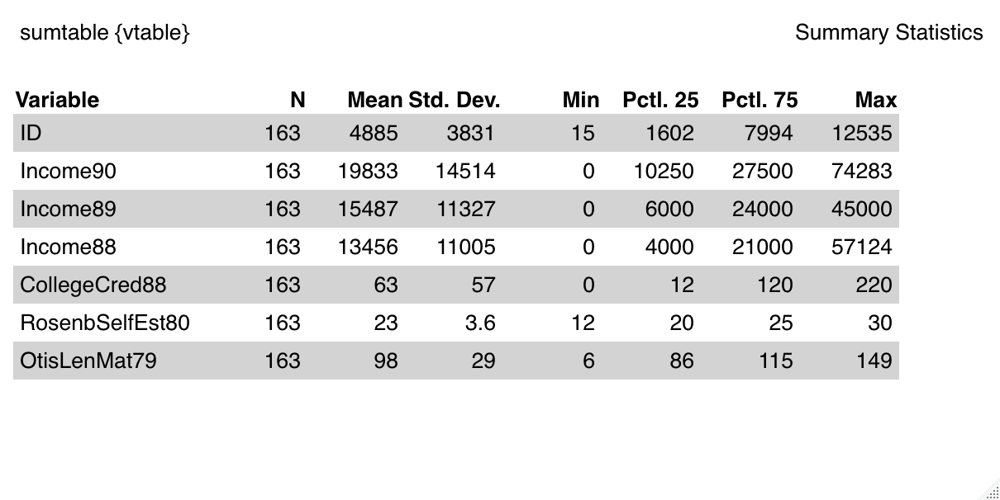 sumtable {vtable} Summary Statistics
Variable N Mean Std. Dev. Min Pctl. 25 Pctl. 75 Max
ID 163 4885 3831 15 1602 7994 12535
Income90 163 19833 14514 0 10250 27500 74283
Income89 163 15487 11327 0 6000 24000 45000
Income88 163 13456 11005 0 4000 21000 57124
CollegeCred88 163 63 57 0 12 120 220
RosenbSelfEst80 163 23 3.6 12 20 25 30
OtisLenMat79 163 98 29 6 86 115 149